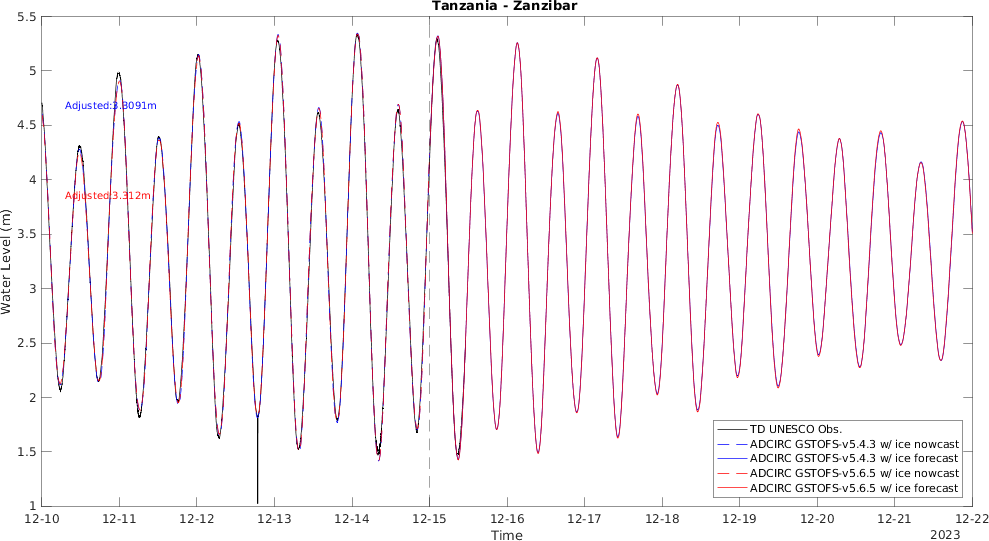 Tanzania - Zanzibar
5.5
5
4.5
4
3.5
3
2.5
2
1.5
1
Water Level (m)
Adjusted:3.3091m
Adjusted:3.312m
TD UNESCO Obs.
ADCIRC GSTOFS-v5.4.3 w/ ice nowcast
ADCIRC GSTOFS-v5.4.3 w/ ice forecast
ADCIRC GSTOFS-v5.6.5 w/ ice nowcast
ADCIRC GSTOFS-v5.6.5 w/ ice forecast
12-10 12-11 12-12 12-13 12-14 12-15 12-16 12-17 12-18 12-19 12-20 12-21 12-22
Time
2023